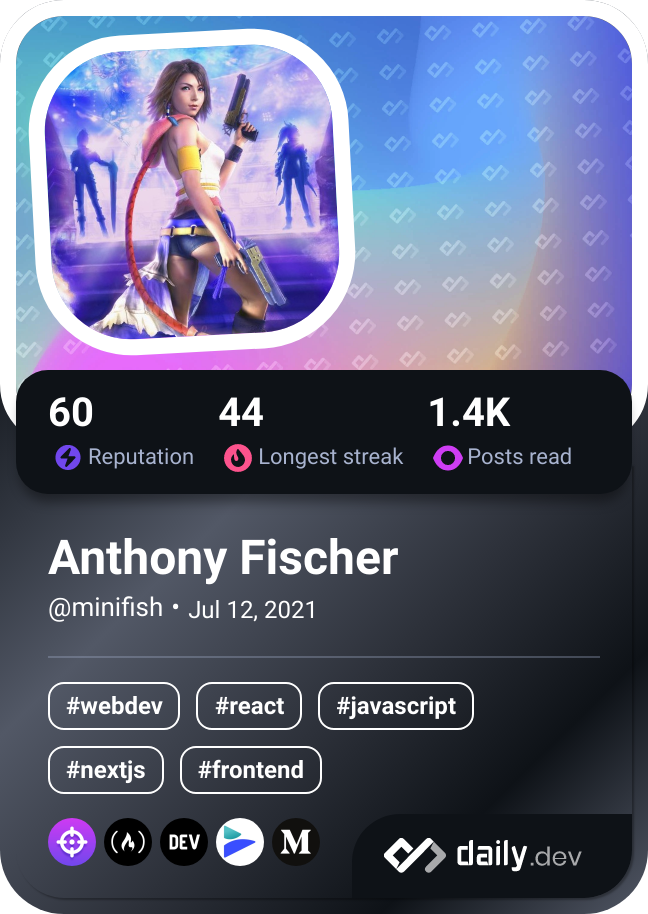 60 44 1.4K
Reputation Longest streak Posts read
Anthony Fischer
@minifish • Jul 12, 2021
#webdev #react #javascript
#nextjs #frontend
DEV M daily.dev